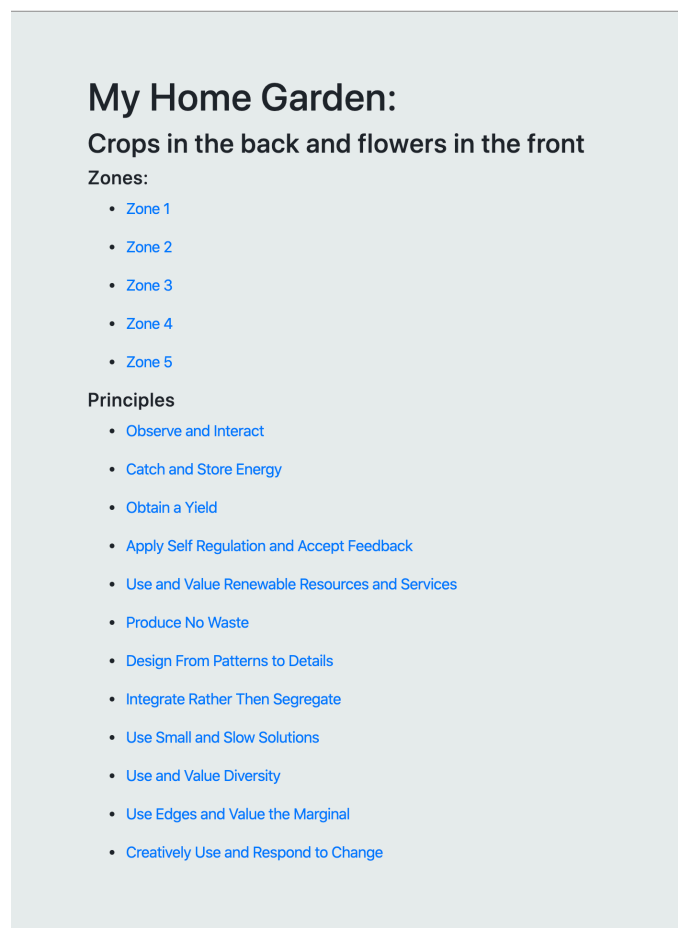 My Home Garden:
Crops in the back and flowers in the front
Zones:
Zone 1
Zone 2
Zone 3
Zone 4
Zone 5
Principles
Observe and Interact
Catch and Store Energy
Obtain a Yield
Apply Self Regulation and Accept Feedback
Use and Value Renewable Resources and Services
Produce No Waste
Design From Patterns to Details
Integrate Rather Then Segregate
Use Small and Slow Solutions
Use and Value Diversity
Use Edges and Value the Marginal
Creatively Use and Respond to Change